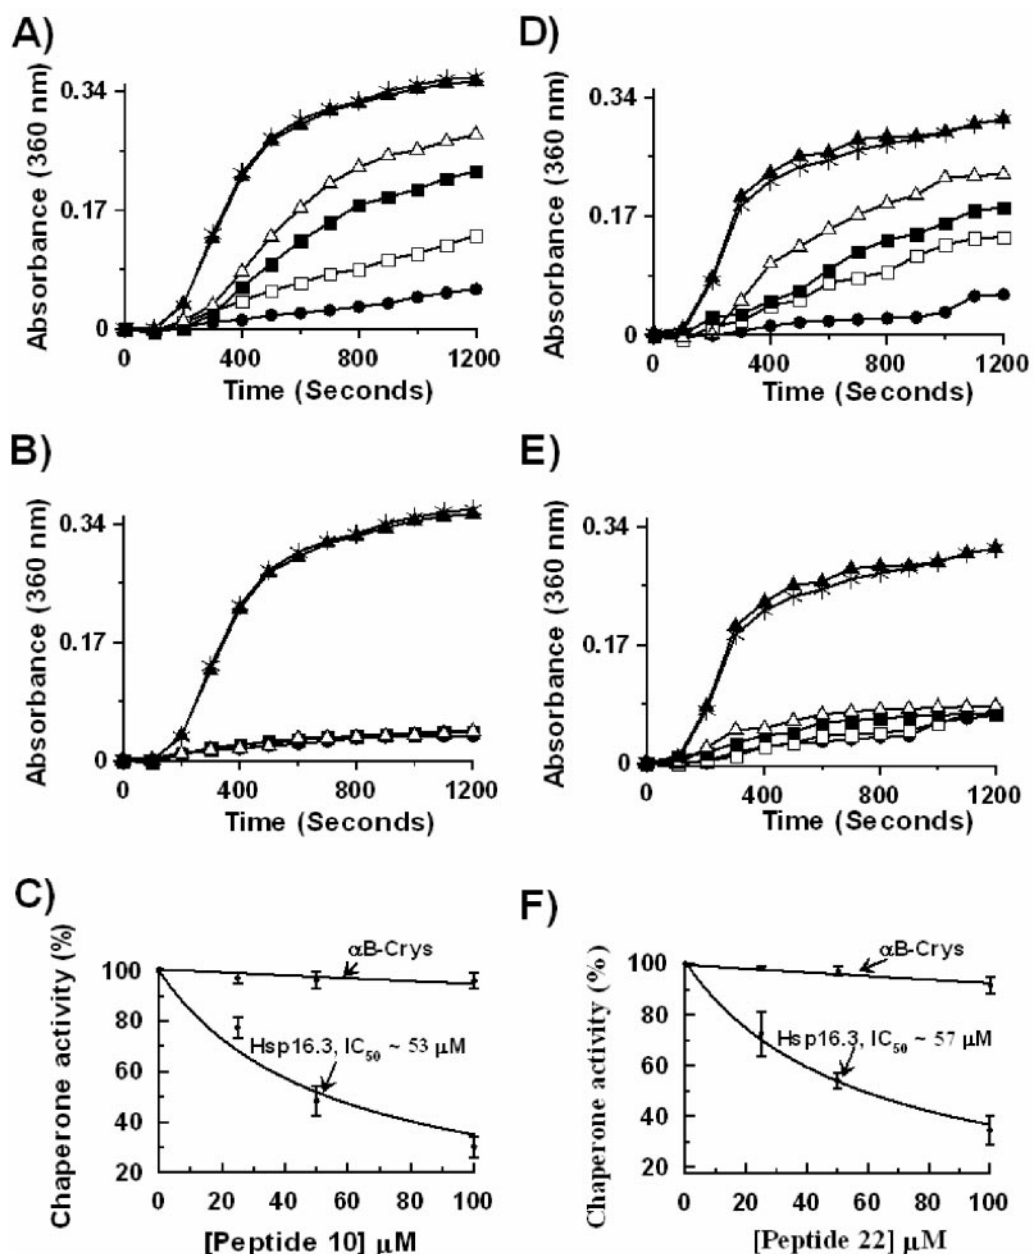 A)
Absorbance (360 nm)
0.34
0.17
0
0 400 800 1200
Time (Seconds)
D)
Absorbance (360 nm)
0.34
0.17
0
0 400 800 1200
Time (Seconds)
B)
Absorbance (360 nm)
0.34
0.17
0
0 400 800 1200
Time (Seconds)
E)
Absorbance (360 nm)
0.34
0.17
0
0 400 800 1200
Time (Seconds)
C)
Chaperone activity (%)
100
80
60
40
20
αB-Crys
Hsp16.3, IC50 ~ 53 μM
0 20 40 60 80 100
[Peptide 10] μM
F)
Chaperone activity (%)
100
80
60
40
20
αB-Crys
Hsp16.3, IC50 ~ 57 μM
0 20 40 60 80 100
[Peptide 22] μM